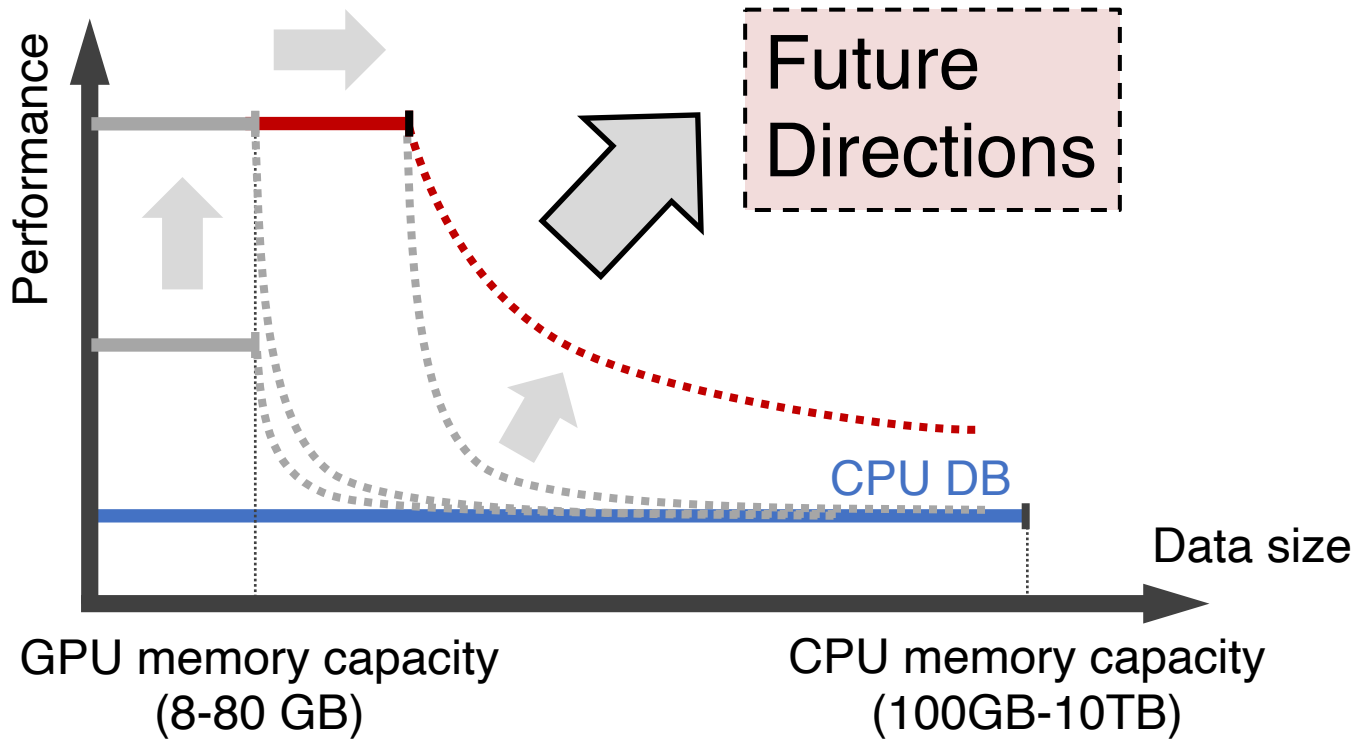 Performance
Future
Directions
CPU DB
Data size
GPU memory capacity
(8-80 GB)
CPU memory capacity
(100GB-10TB)